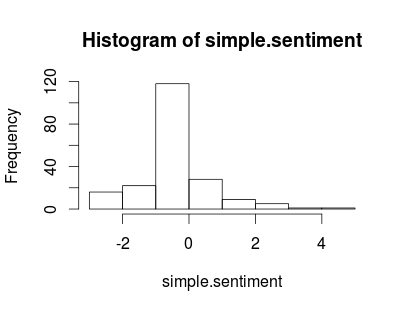 Histogram of simple.sentiment
Frequency
120
80
40
0
-2 0 2 4
simple.sentiment